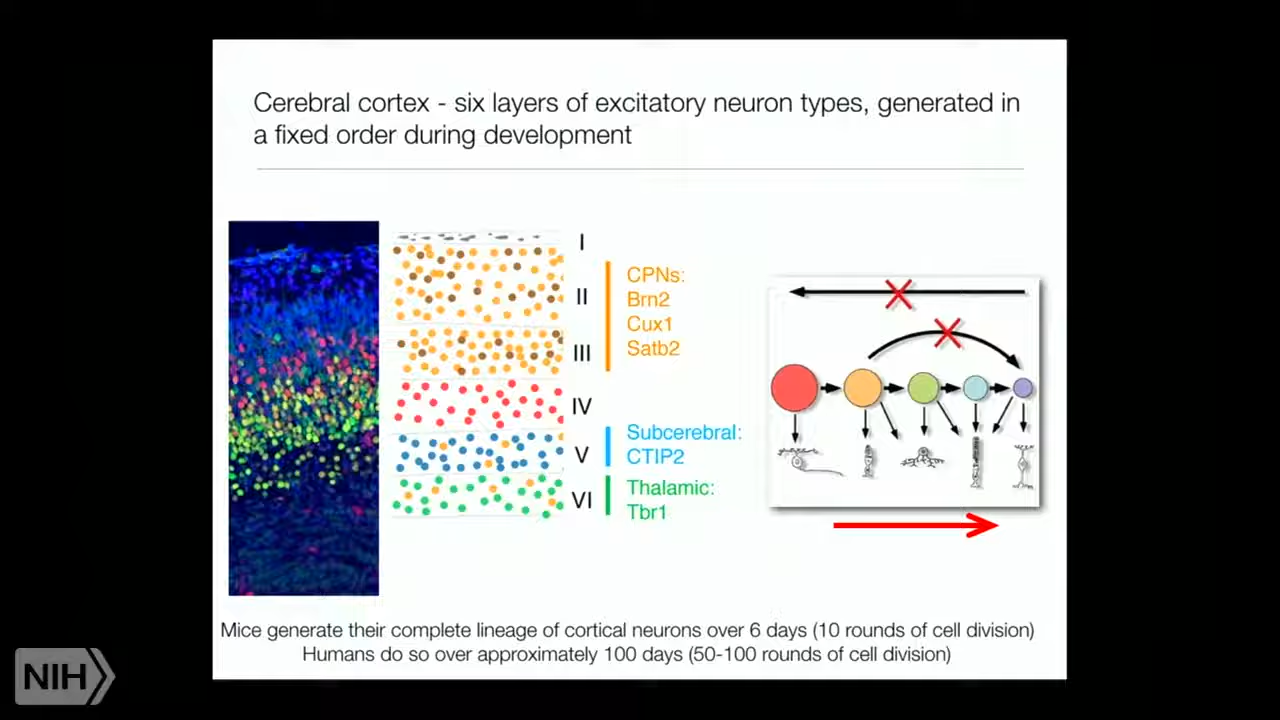 Cerebral cortex - six layers of excitatory neuron types, generated in
a fixed order during development
I
II
III
IV
V
VI
CPNs:
Brn2
Cux1
Satb2
Subcerebral:
CTIP2
Thalamic:
Tbr1
Mice generate their complete lineage of cortical neurons over 6 days (10 rounds of cell division)
Humans do so over approximately 100 days (50-100 rounds of cell division)
NIH